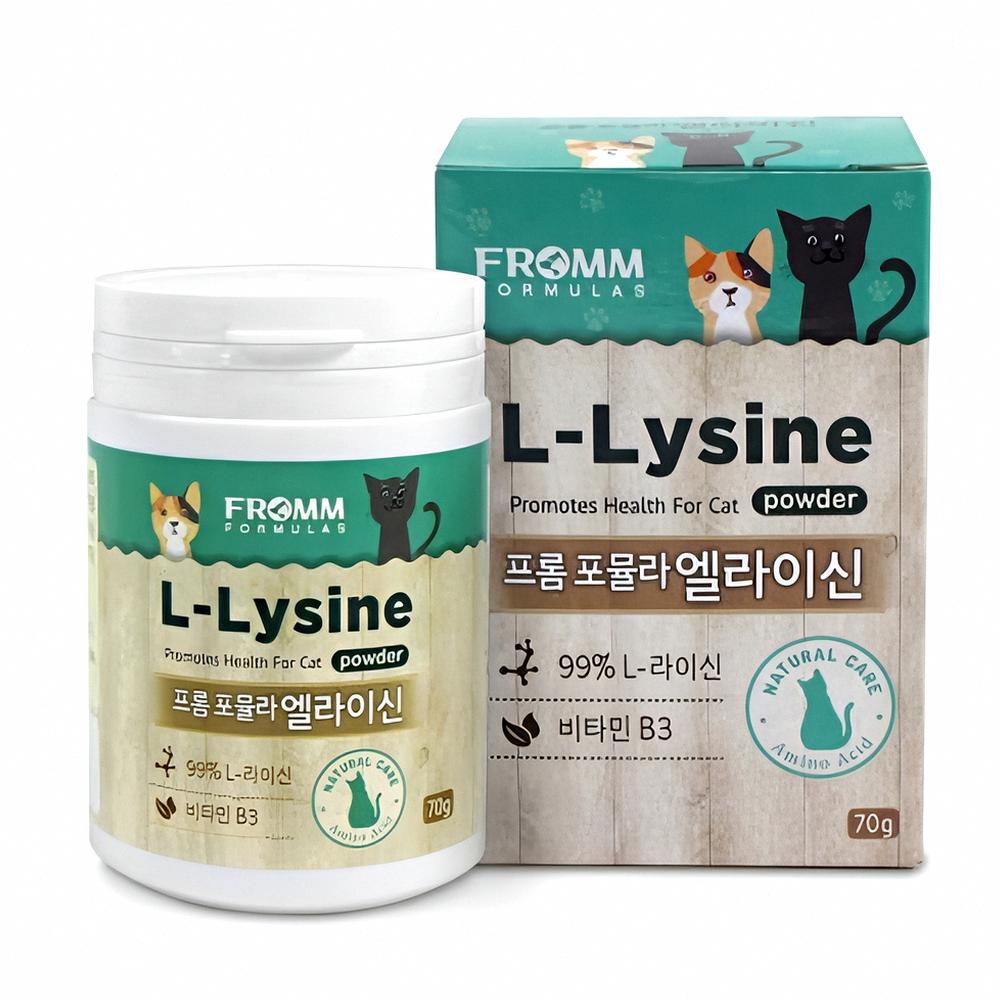 FROMM
FORMULAS
L-Lysine
Promotes Health For Cat powder
프롬 포뮬라 엘라이신
99% L-라이신
비타민 B3
NATURAL CARE
Amino Acid
70g
FROMM
FORMULAS
L-Lysine
Promotes Health For Cat powder
프롬 포뮬라 엘라이신
99% L-라이신
비타민 B3
NATURAL CARE
Amino Acid
70g